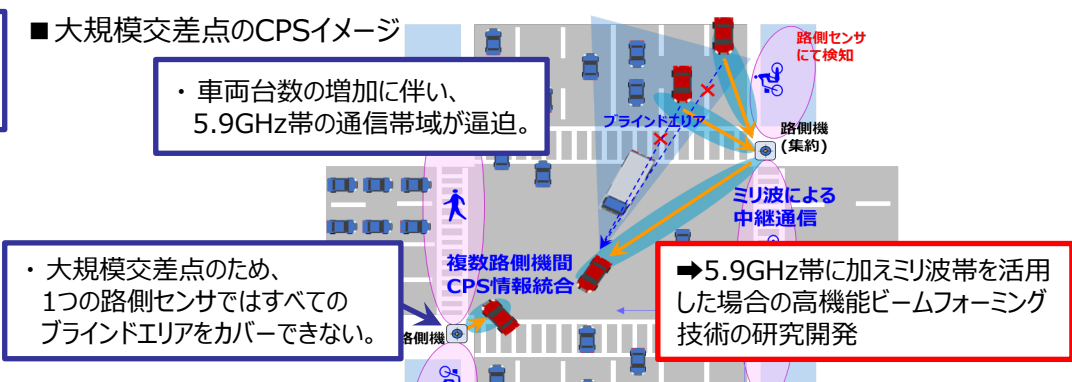 ■大規模交差点のCPSイメージ
・ 車両台数の増加に伴い、
5.9GHz帯の通信帯域が逼迫。
路側センサ
にて検知
ブラインドエリア
路側機
(集約)
ミリ波による
中継通信
・ 大規模交差点のため、
1つの路側センサではすべての
ブラインドエリアをカバーできない。
複数路側機間
CPS情報統合
路側機
➡5.9GHz帯に加えミリ波帯を活用
した場合の高機能ビームフォーミング
技術の研究開発